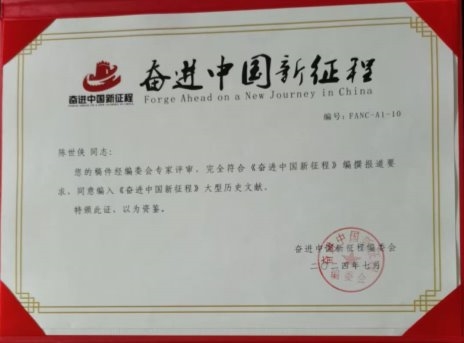 奋进中国新征程
奋进中国新征程
Forge Ahead on a New Journey in China
编号：FANC-A1-10
陈世侠 同志：
您的稿件经编委会专家评审，完全符合《奋进中国新征程》编撰报道要
求，同意编入《奋进中国新征程》大型历史文献。
特颁此证，以为资鉴。
奋进中国新征程编委会
二〇二四年七月